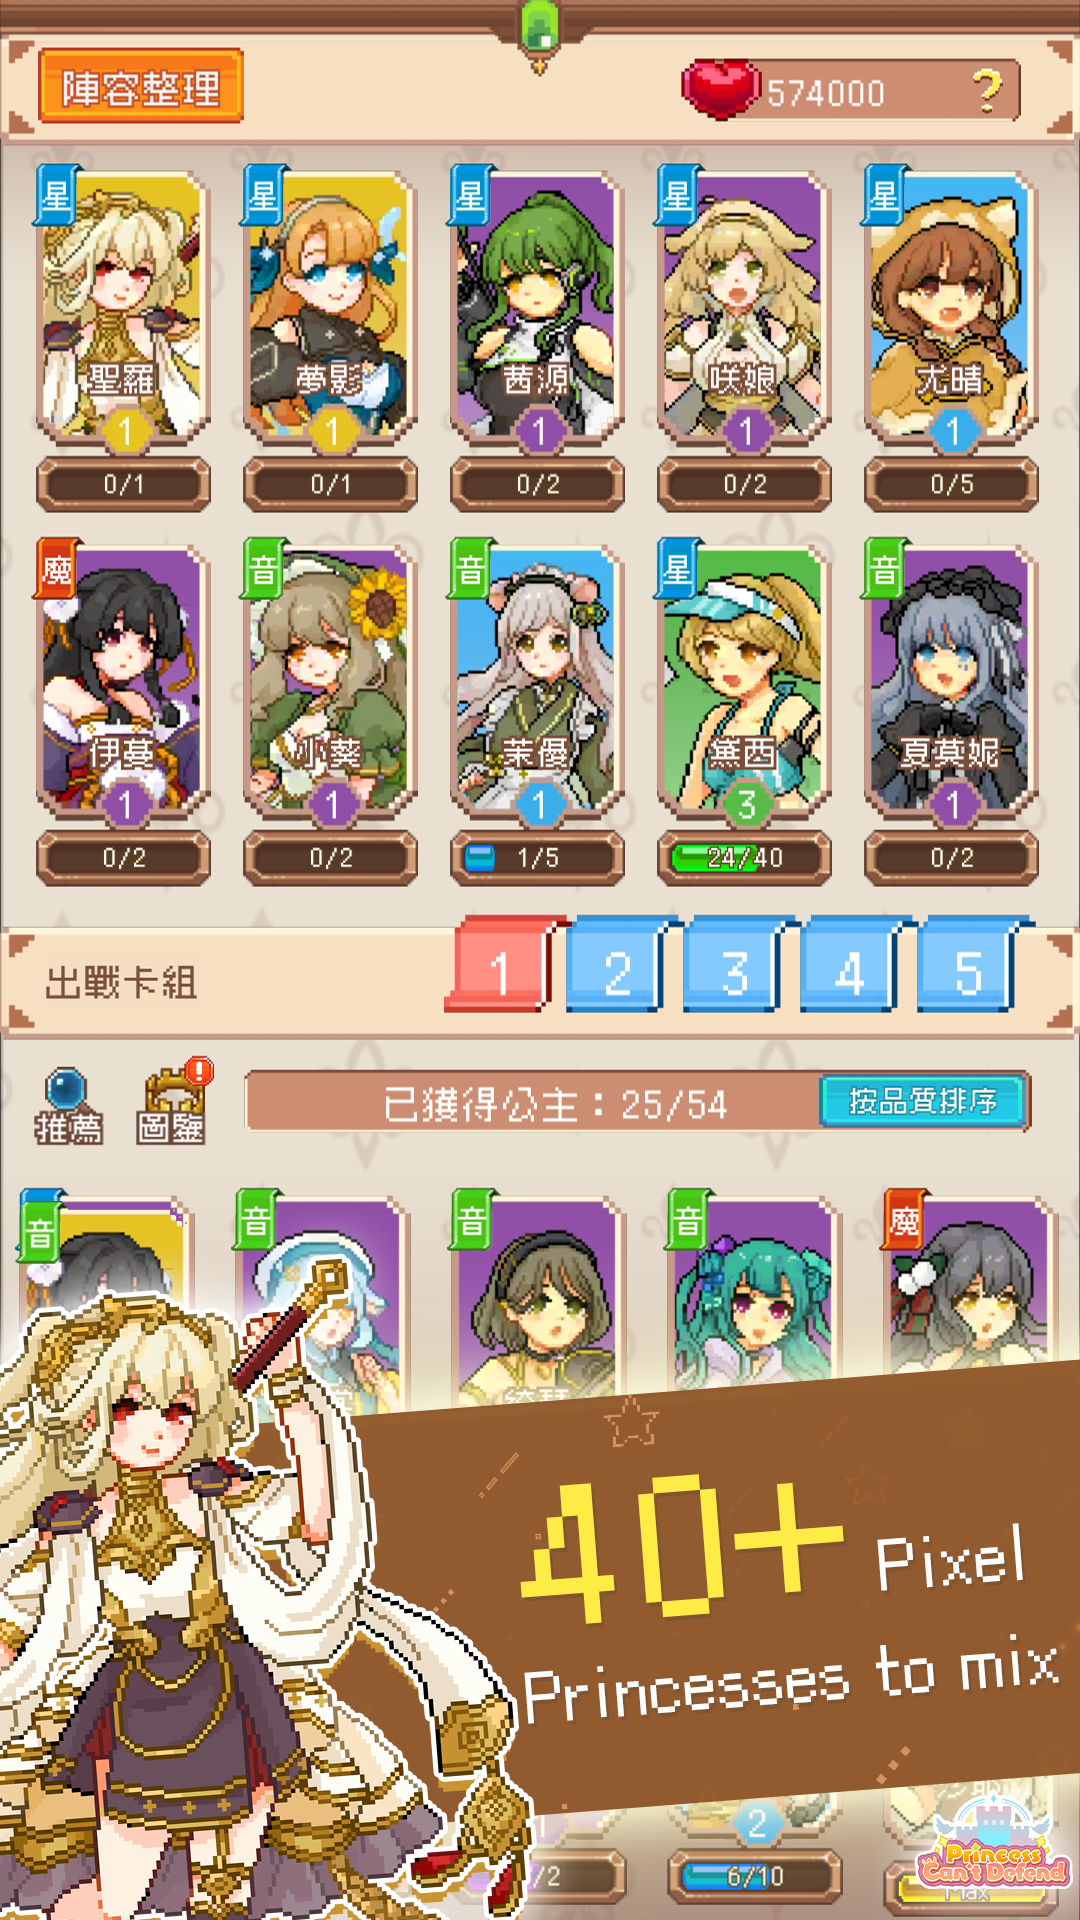 陣容整理
574000 ?
星 星 星 星 星
聖羅 夢影 茜源 咲娘 尤晴
1 1 1 1 1
0/1 0/1 0/2 0/2 0/5
魔 音 音 星 音
伊蔓 小葵 茉優 黛西 夏莫妮
1 1 1 3 1
0/2 0/2 1/5 24/40 0/2
出戰卡組 1 2 3 4 5
推薦 圖鑒 ! 已獲得公主：25/54 按品質排序
音 音 音 音 魔
40+ Pixel
Princesses to mix
2
/2 6/10 Max
Princess
Can't Defend